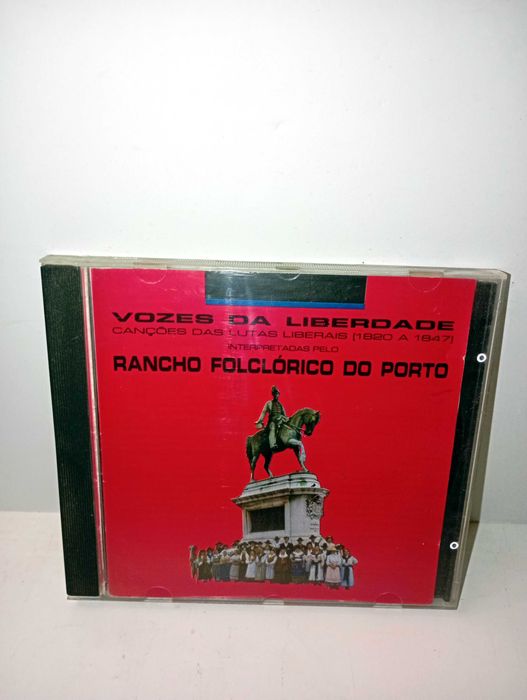 VOZES DA LIBERDADE
CANÇÕES DAS LUTAS LIBERAIS (1820 A 1847)
INTERPRETADAS PELO
RANCHO FOLCLÓRICO DO PORTO